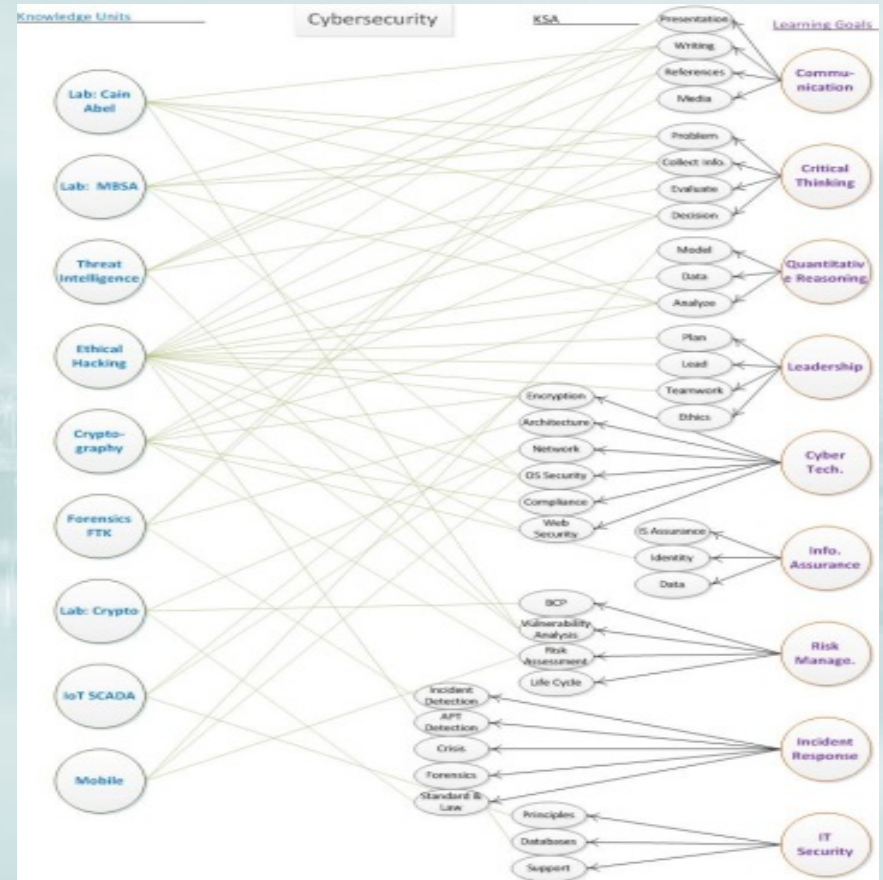 Knowledge Units
Cybersecurity
KSA
Learning Goals
Lab: Cain
Abel
Lab: MBSA
Threat
Intelligence
Ethical
Hacking
Crypto-
graphy
Forensics
FTK
Lab: Crypto
IoT SCADA
Mobile
Presentation
Writing
References
Media
Problem
Collect Info.
Evaluate
Decision
Model
Data
Analyze
Plan
Lead
Teamwork
Ethics
Encryption
Architecture
Network
OS Security
Compliance
Web
Security
IS Assurance
Identity
Data
BCP
Vulnerability
Analysis
Risk
Assessment
Life Cycle
Incident
Detection
APT
Detection
Crisis
Forensics
Standard &
Law
Principles
Databases
Support
Commu-
nication
Critical
Thinking
Quantitativ
e Reasoning
Leadership
Cyber
Tech.
Info.
Assurance
Risk
Manage.
Incident
Response
IT
Security